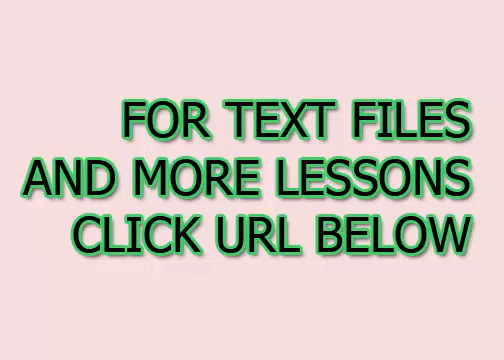 FOR TEXT FILES
AND MORE LESSONS
CLICK URL BELOW